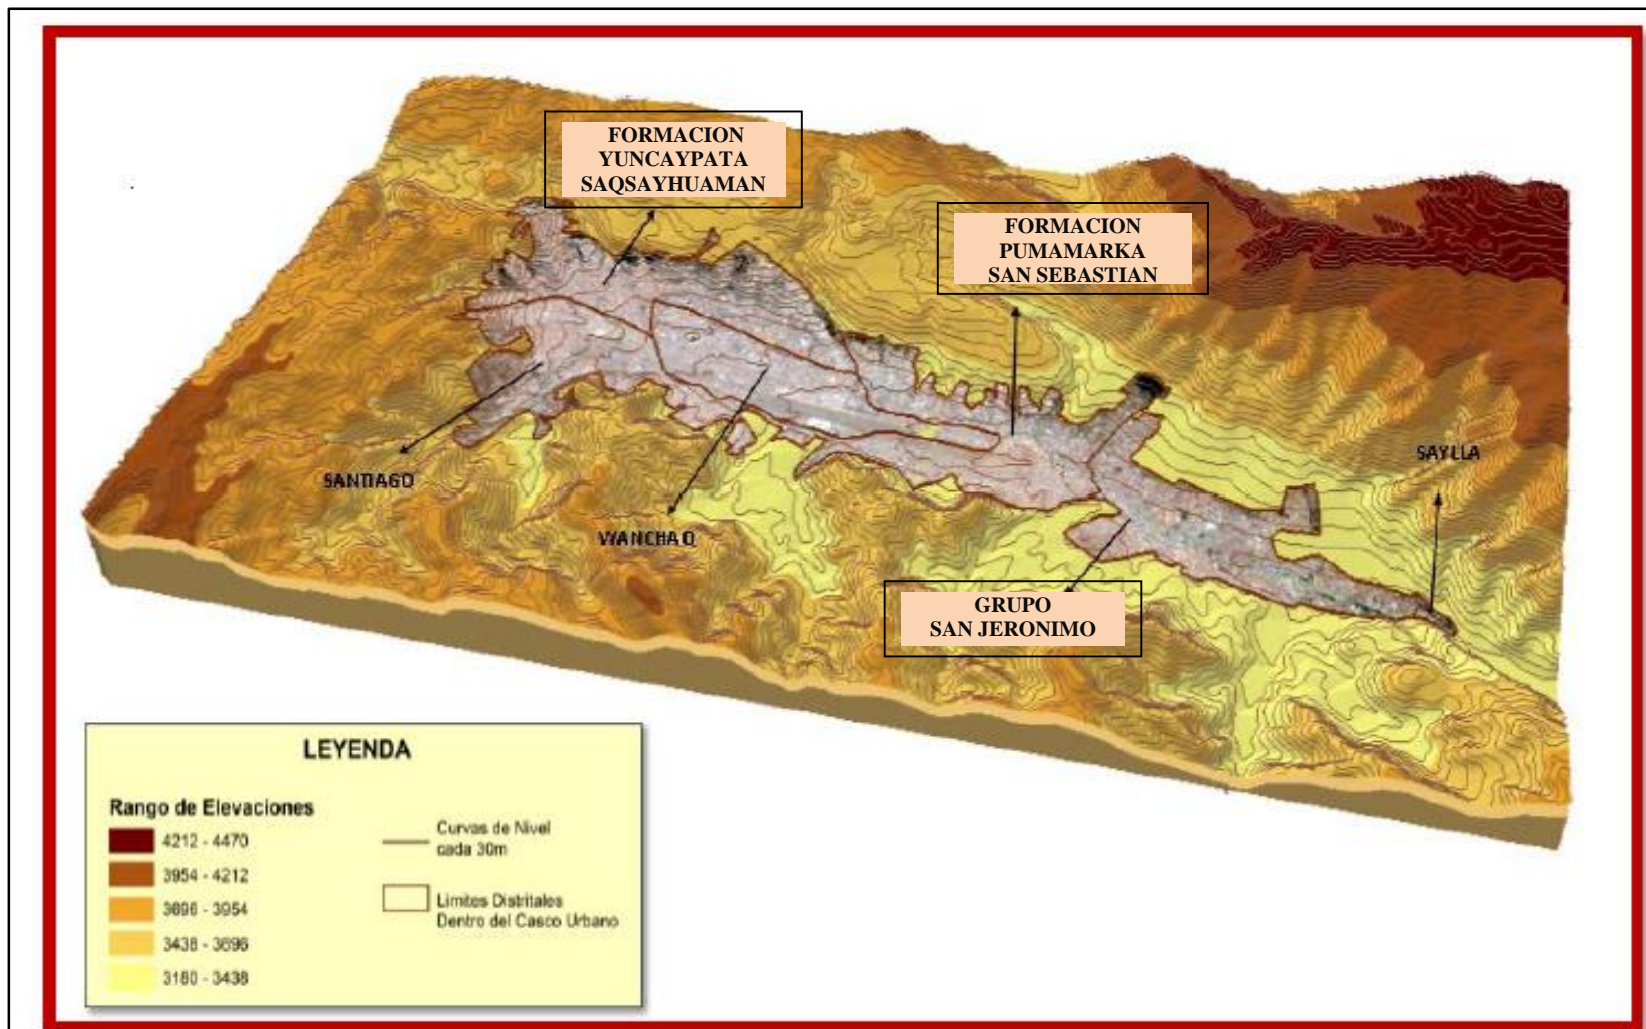 FORMACION
YUNCAYPATA
SAQSAYHUAMAN
FORMACION
PUMAMARKA
SAN SEBASTIAN
SAYLLA
SANTIAGO
WANCHAQ
GRUPO
SAN JERONIMO
LEYENDA
Rango de Elevaciones
4212 - 4470
3954 - 4212
3696 - 3954
3438 - 3696
3180 - 3438
Curvas de Nivel
cada 30m
Limites Distritales
Dentro del Casco Urbano